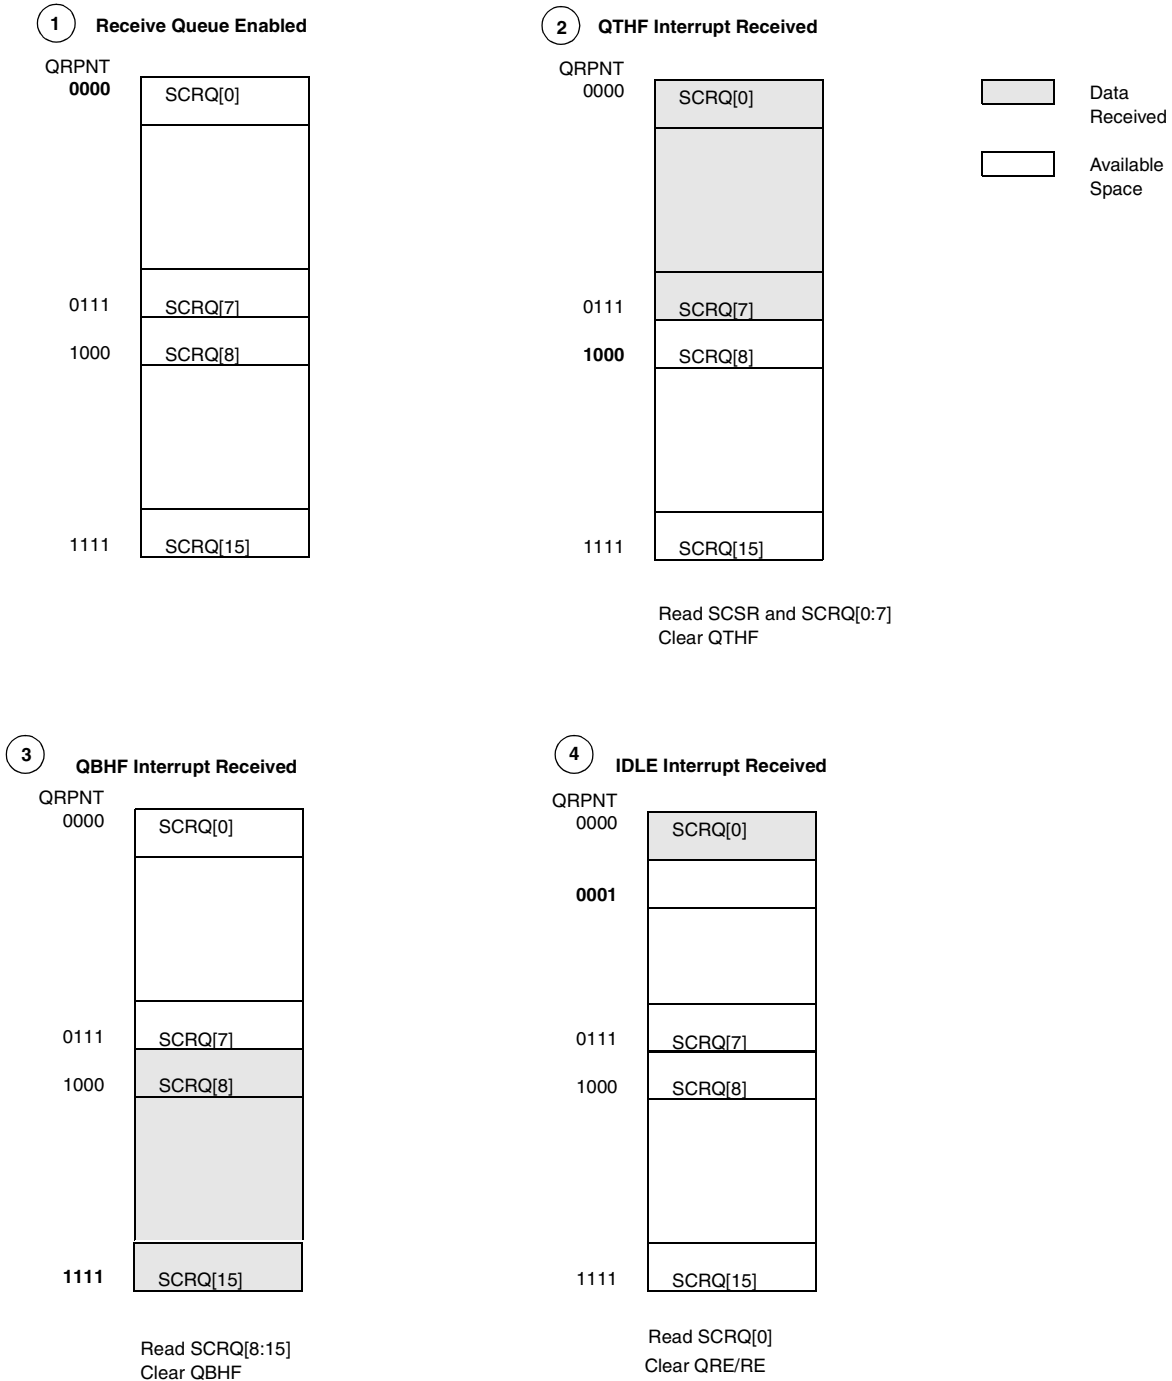 1 Receive Queue Enabled
QRPNT
0000 SCRQ[0]
0111 SCRQ[7]
1000 SCRQ[8]
1111 SCRQ[15]
2 QTHF Interrupt Received
QRPNT
0000 SCRQ[0]
0111 SCRQ[7]
1000 SCRQ[8]
1111 SCRQ[15]
Read SCSR and SCRQ[0:7]
Clear QTHF
Data
Received
Available
Space
3 QBHF Interrupt Received
QRPNT
0000 SCRQ[0]
0111 SCRQ[7]
1000 SCRQ[8]
1111 SCRQ[15]
Read SCRQ[8:15]
Clear QBHF
4 IDLE Interrupt Received
QRPNT
0000 SCRQ[0]
0001
0111 SCRQ[7]
1000 SCRQ[8]
1111 SCRQ[15]
Read SCRQ[0]
Clear QRE/RE